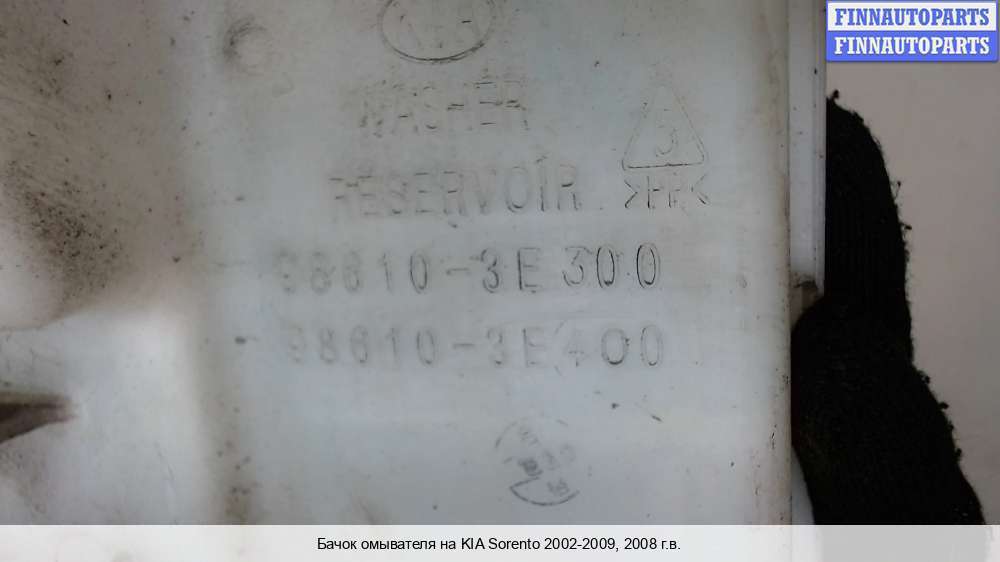 FINNAUTOPARTS
FINNAUTOPARTS
WASHER
5
RESERVOIR >PP<
98610-3E300
98610-3E400
Бачок омывателя на KIA Sorento 2002-2009, 2008 г.в.